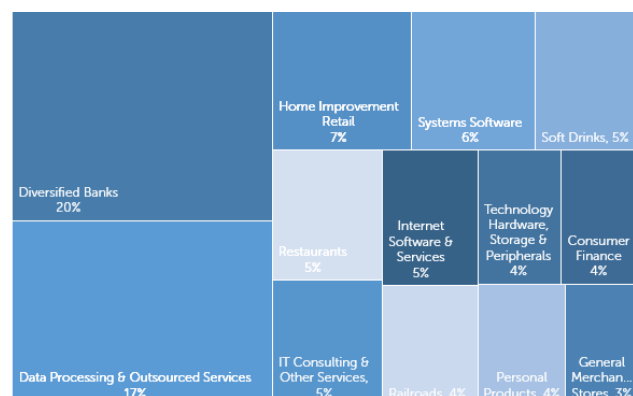 Diversified Banks
20%
Data Processing & Outsourced Services
17%
Home Improvement
Retail
7%
Systems Software
6%
Soft Drinks, 5%
Restaurants
5%
Internet
Software &
Services
5%
Technology
Hardware,
Storage &
Peripherals
4%
Consumer
Finance
4%
IT Consulting &
Other Services,
5%
Railroads, 4%
Personal
Products, 4%
General
Merchan...
Stores, 3%